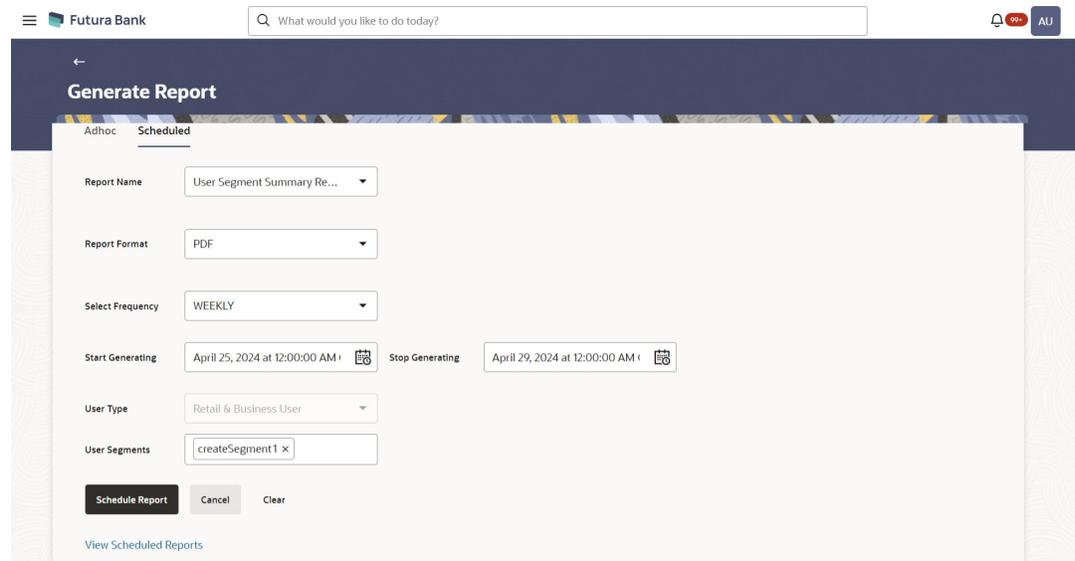 Futura Bank
What would you like to do today?
99+
AU
Generate Report
Adhoc Scheduled
Report Name User Segment Summary Re...
Report Format PDF
Select Frequency WEEKLY
Start Generating April 25, 2024 at 12:00:00 AM Stop Generating April 29, 2024 at 12:00:00 AM
User Type Retail & Business User
User Segments createSegment1 ×
Schedule Report Cancel Clear
View Scheduled Reports